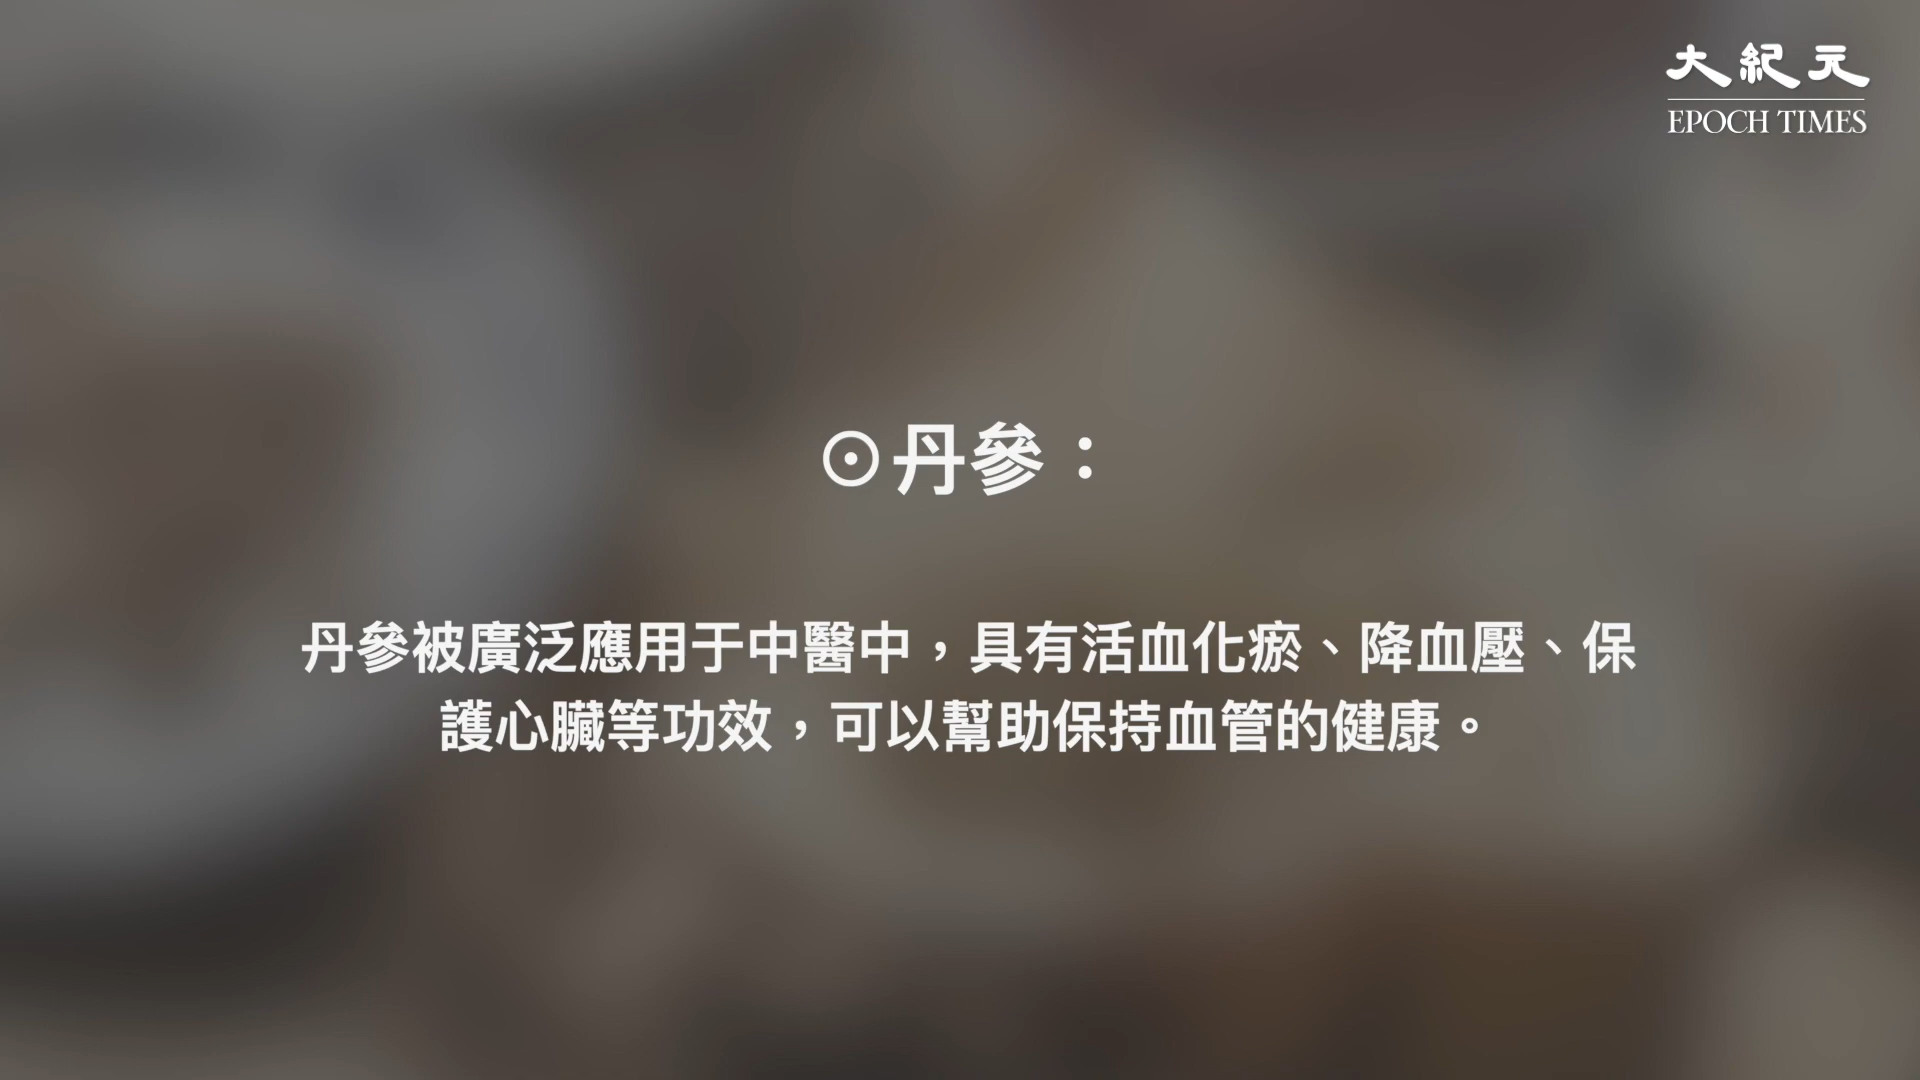 大紀元
EPOCH TIMES
⊙丹參：
丹參被廣泛應用于中醫中，具有活血化瘀、降血壓、保
護心臟等功效，可以幫助保持血管的健康。